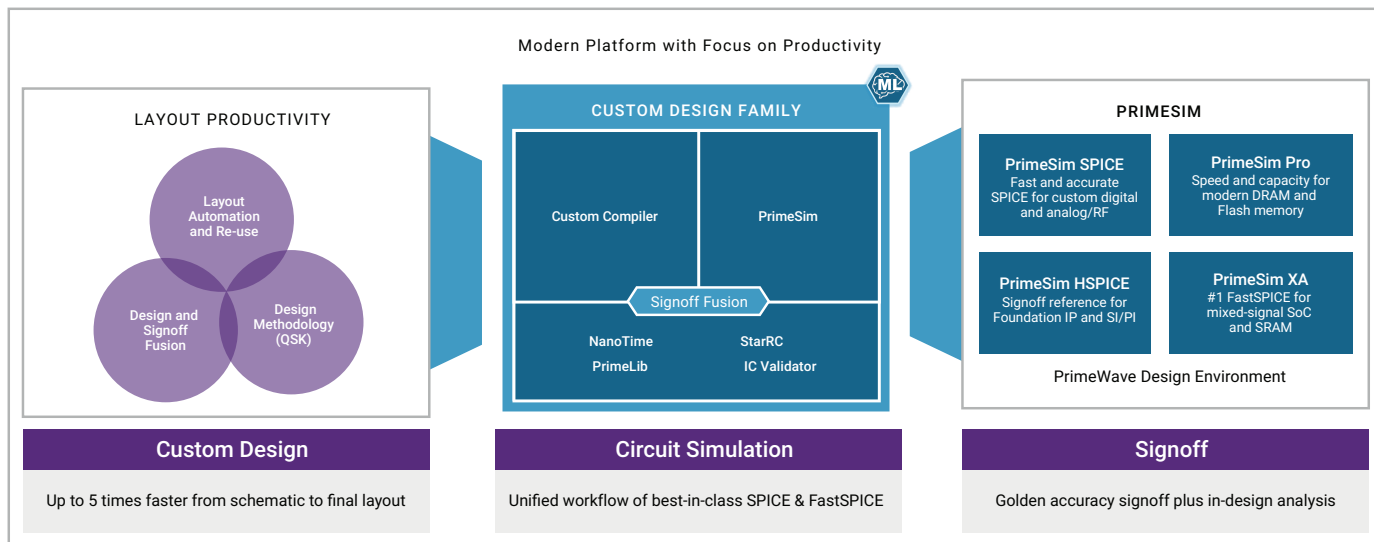 Modern Platform with Focus on Productivity
LAYOUT PRODUCTIVITY
Layout
Automation
and Re-use
Design and
Signoff
Fusion
Design
Methodology
(QSK)
ML
CUSTOM DESIGN FAMILY
Custom Compiler
PrimeSim
Signoff Fusion
NanoTime
StarRC
PrimeLib
IC Validator
PRIMESIM
PrimeSim SPICE
Fast and accurate
SPICE for custom digital
and analog/RF
PrimeSim Pro
Speed and capacity for
modern DRAM and
Flash memory
PrimeSim HSPICE
Signoff reference for
Foundation IP and SI/PI
PrimeSim XA
#1 FastSPICE for
mixed-signal SoC
and SRAM
PrimeWave Design Environment
Custom Design
Up to 5 times faster from schematic to final layout
Circuit Simulation
Unified workflow of best-in-class SPICE & FastSPICE
Signoff
Golden accuracy signoff plus in-design analysis